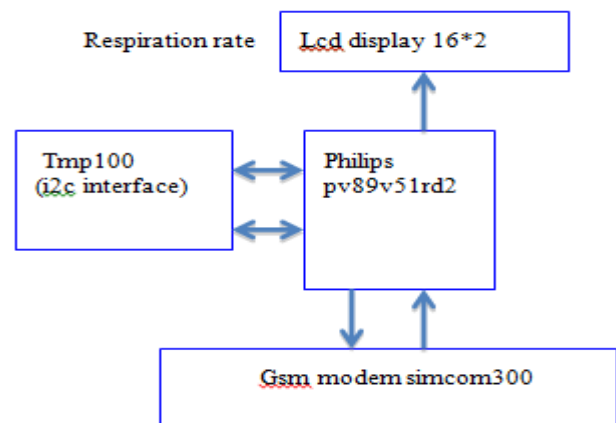 Respiration rate
Lcd display 16*2
Tmp100
(i2c interface)
Philips
pv89v51rd2
Gsm modem simcom300